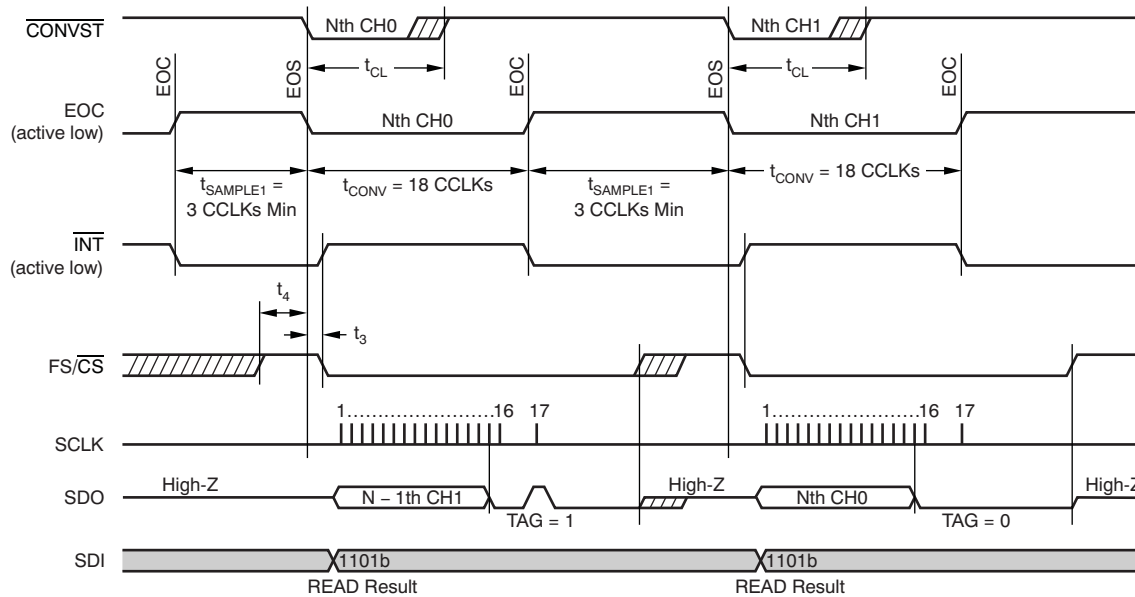 CONVST
Nth CH0
Nth CH1
t_CL
t_CL
EOC
EOS
EOC
EOS
EOC
EOC
(active low)
Nth CH0
Nth CH1
t_SAMPLE1 =
3 CCLKs Min
t_CONV = 18 CCLKs
t_SAMPLE1 =
3 CCLKs Min
t_CONV = 18 CCLKs
INT
(active low)
t_4
t_3
FS/CS
1......................16 17
1......................16 17
SCLK
High-Z
High-Z
High-Z
SDO
N – 1th CH1
Nth CH0
TAG = 1
TAG = 0
SDI
1101b
1101b
READ Result
READ Result